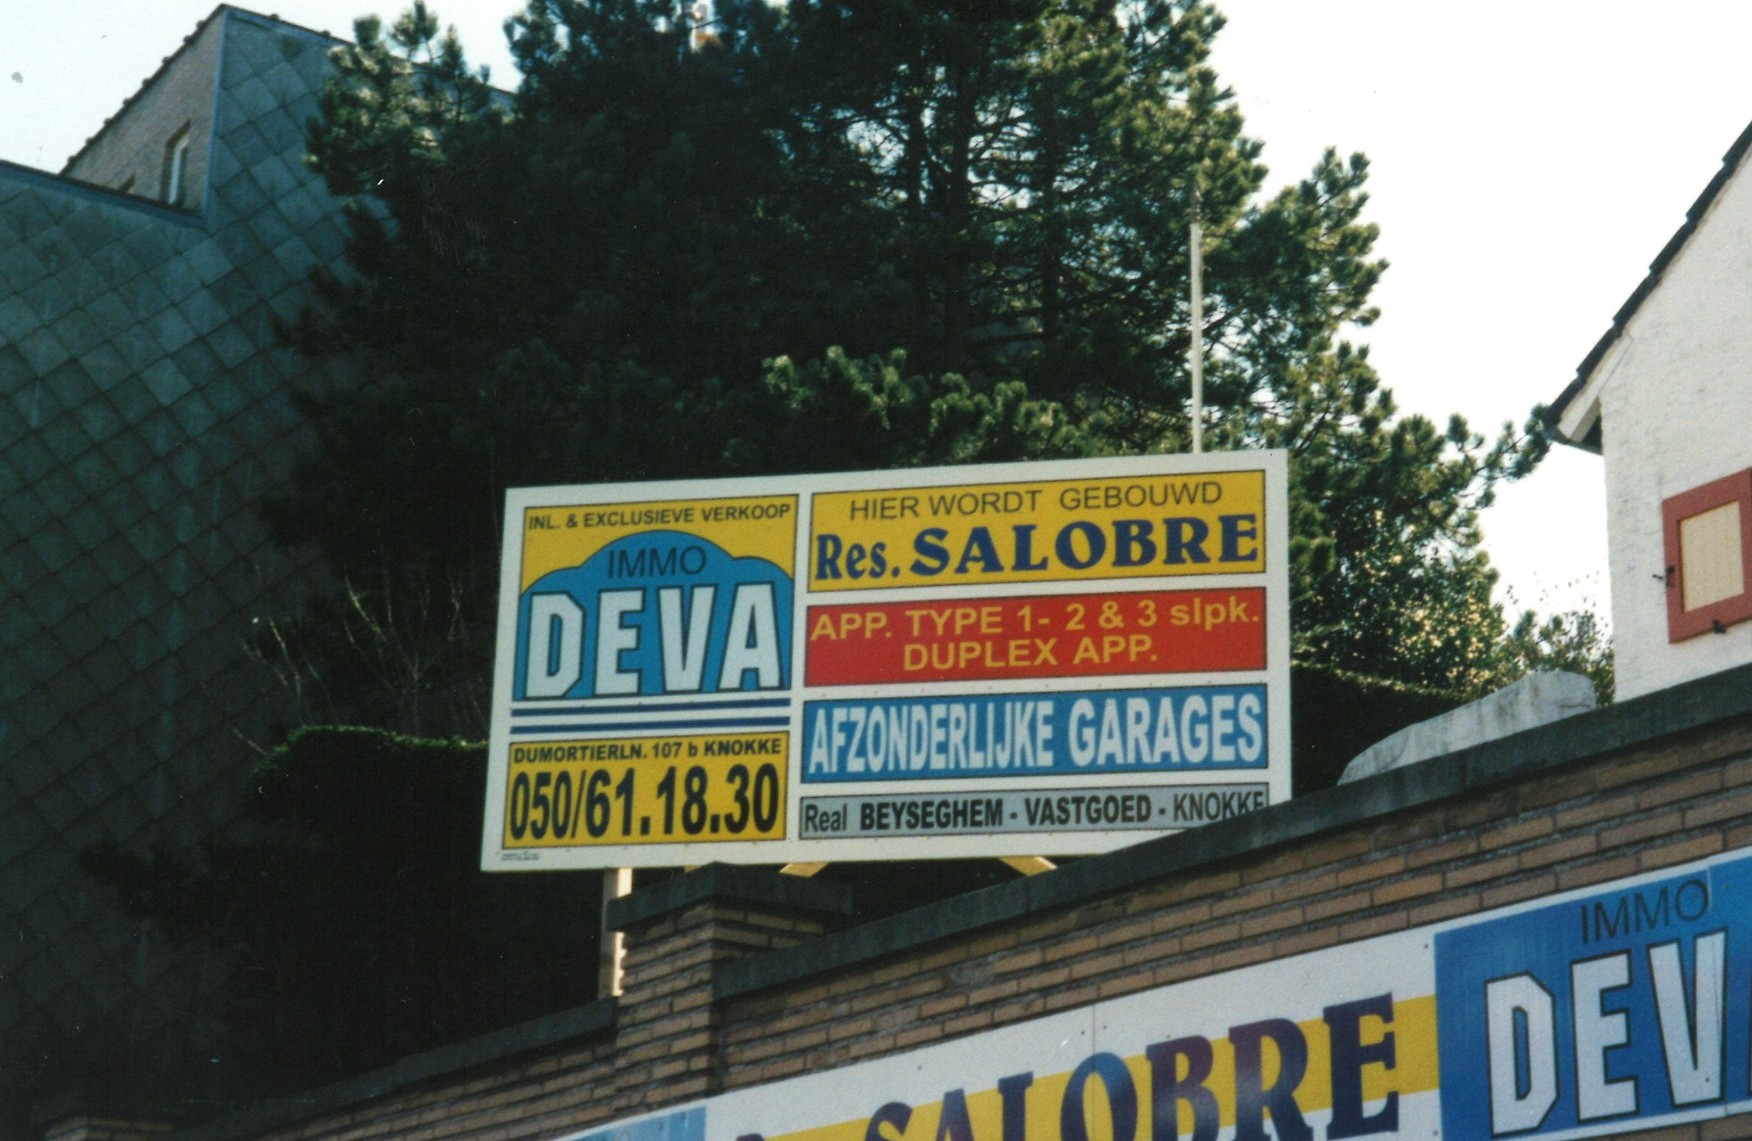 INL. & EXCLUSIEVE VERKOOP
IMMO
DEVA
DUMORTIERLN. 107 b KNOKKE
050/61.18.30
HIER WORDT GEBOUWD
Res. SALOBRE
APP. TYPE 1- 2 & 3 slpk.
DUPLEX APP.
AFZONDERLIJKE GARAGES
Real BEYSEGHEM - VASTGOED - KNOKKE
SALOBRE
IMMO
DEV